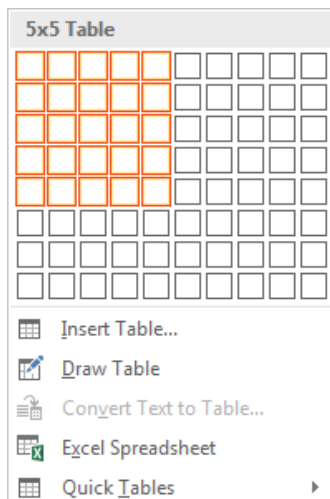 5x5 Table
Insert Table...
Draw Table
Convert Text to Table...
Excel Spreadsheet
Quick Tables